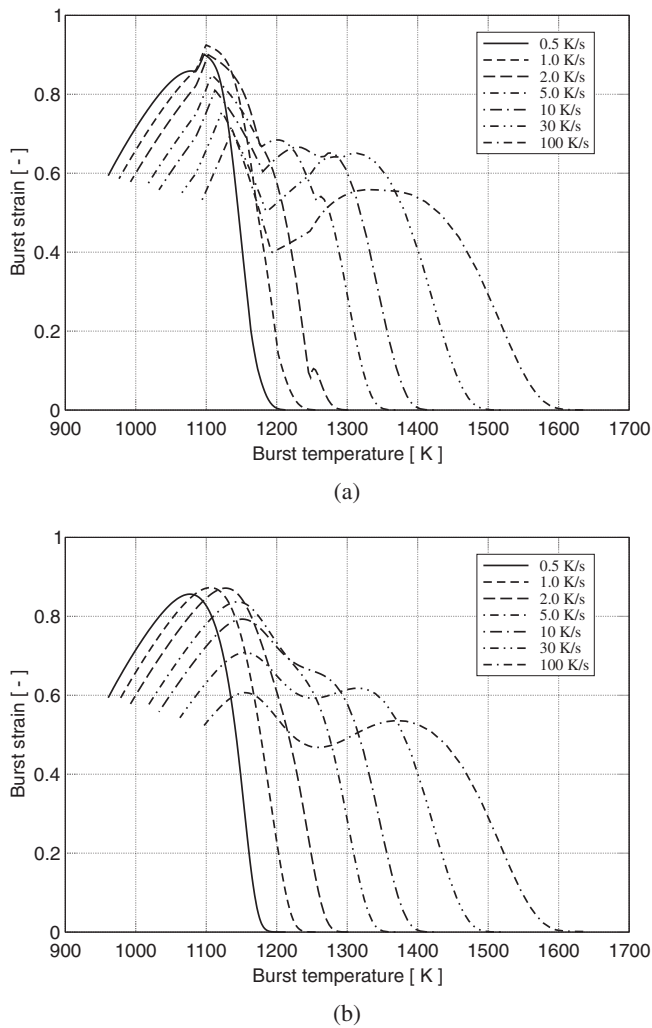 1
0.8
0.6
0.4
0.2
0
Burst strain [ - ]
900 1000 1100 1200 1300 1400 1500 1600 1700
Burst temperature [ K ]
0.5 K/s
1.0 K/s
2.0 K/s
5.0 K/s
10 K/s
30 K/s
100 K/s
(a)
1
0.8
0.6
0.4
0.2
0
Burst strain [ - ]
900 1000 1100 1200 1300 1400 1500 1600 1700
Burst temperature [ K ]
0.5 K/s
1.0 K/s
2.0 K/s
5.0 K/s
10 K/s
30 K/s
100 K/s
(b)